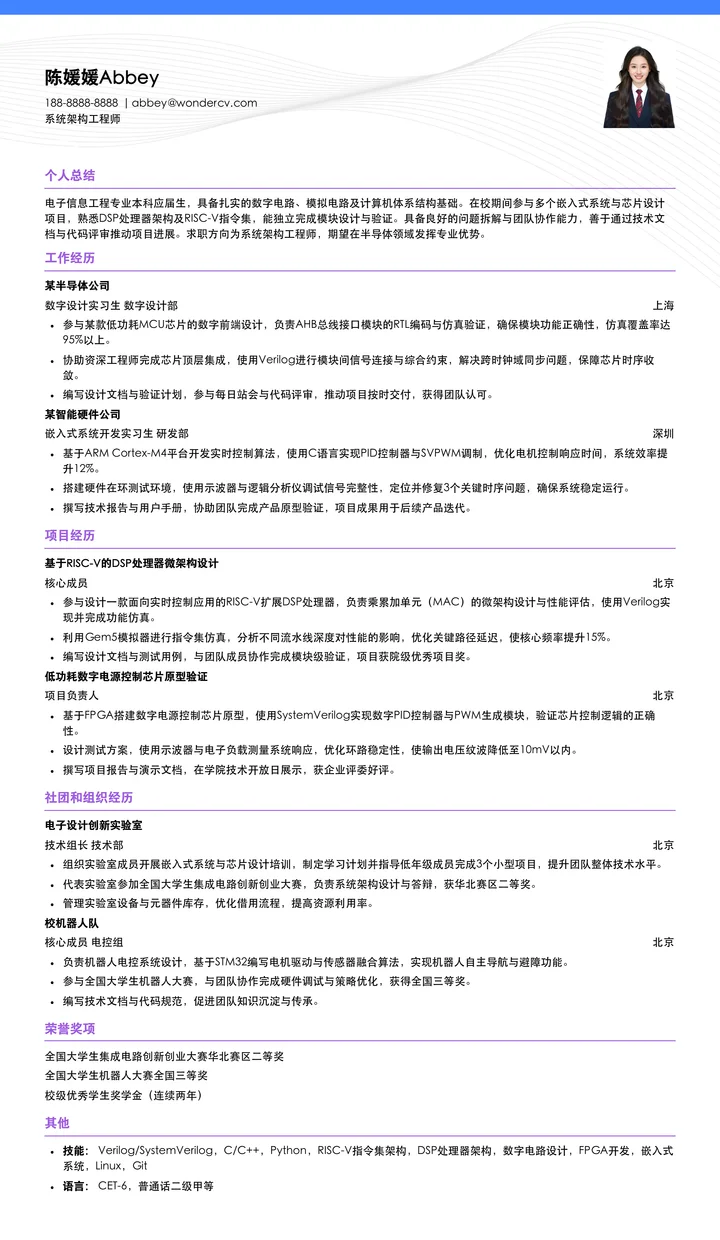 陈媛媛Abbey
188-8888-8888 | abbey@wondercv.com
系统架构工程师
个人总结
电子信息工程专业本科应届生，具备扎实的数字电路、模拟电路及计算机体系结构基础。在校期间参与多个嵌入式系统与芯片设计
项目，熟悉DSP处理器架构及RISC-V指令集，能独立完成模块设计与验证。具备良好的问题拆解与团队协作能力，善于通过技术文
档与代码评审推动项目进展。求职方向为系统架构工程师，期望在半导体领域发挥专业优势。
工作经历
某半导体公司
数字设计实习生 数字设计部 上海
• 参与某款低功耗MCU芯片的数字前端设计，负责AHB总线接口模块的RTL编码与仿真验证，确保模块功能正确性，仿真覆盖率达
95%以上。
• 协助资深工程师完成芯片顶层集成，使用Verilog进行模块间信号连接与综合约束，解决跨时钟域同步问题，保障芯片时序收
敛。
• 编写设计文档与验证计划，参与每日站会与代码评审，推动项目按时交付，获得团队认可。
某智能硬件公司
嵌入式系统开发实习生 研发部 深圳
• 基于ARM Cortex-M4平台开发实时控制算法，使用C语言实现PID控制器与SVPWM调制，优化电机控制响应时间，系统效率提
升12%。
• 搭建硬件在环测试环境，使用示波器与逻辑分析仪调试信号完整性，定位并修复3个关键时序问题，确保系统稳定运行。
• 撰写技术报告与用户手册，协助团队完成产品原型验证，项目成果用于后续产品迭代。
项目经历
基于RISC-V的DSP处理器微架构设计
核心成员 北京
• 参与设计一款面向实时控制应用的RISC-V扩展DSP处理器，负责乘累加单元（MAC）的微架构设计与性能评估，使用Verilog实
现并完成功能仿真。
• 利用Gem5模拟器进行指令集仿真，分析不同流水线深度对性能的影响，优化关键路径延迟，使核心频率提升15%。
• 编写设计文档与测试用例，与团队成员协作完成模块级验证，项目获院级优秀项目奖。
低功耗数字电源控制芯片原型验证
项目负责人 北京
• 基于FPGA搭建数字电源控制芯片原型，使用SystemVerilog实现数字PID控制器与PWM生成模块，验证芯片控制逻辑的正确
性。
• 设计测试方案，使用示波器与电子负载测量系统响应，优化环路稳定性，使输出电压纹波降低至10mV以内。
• 撰写项目报告与演示文档，在学院技术开放日展示，获企业评委好评。
社团和组织经历
电子设计创新实验室
技术组长 技术部 北京
• 组织实验室成员开展嵌入式系统与芯片设计培训，制定学习计划并指导低年级成员完成3个小型项目，提升团队整体技术水平。
• 代表实验室参加全国大学生集成电路创新创业大赛，负责系统架构设计与答辩，获华北赛区二等奖。
• 管理实验室设备与元器件库存，优化借用流程，提高资源利用率。
校机器人队
核心成员 电控组 北京
• 负责机器人电控系统设计，基于STM32编写电机驱动与传感器融合算法，实现机器人自主导航与避障功能。
• 参与全国大学生机器人大赛，与团队协作完成硬件调试与策略优化，获得全国三等奖。
• 编写技术文档与代码规范，促进团队知识沉淀与传承。
荣誉奖项
全国大学生集成电路创新创业大赛华北赛区二等奖
全国大学生机器人大赛全国三等奖
校级优秀学生奖学金（连续两年）
其他
• 技能： Verilog/SystemVerilog，C/C++，Python，RISC-V指令集架构，DSP处理器架构，数字电路设计，FPGA开发，嵌入式
系统，Linux，Git
• 语言： CET-6，普通话二级甲等